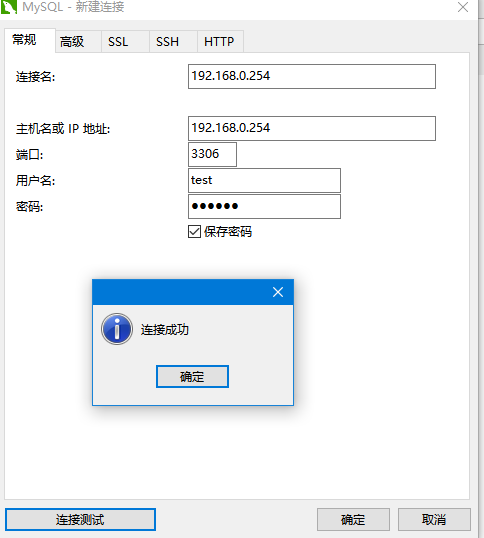 MySQL - 新建连接
常规 高级 SSL SSH HTTP
连接名: 192.168.0.254
主机名或 IP 地址: 192.168.0.254
端口: 3306
用户名: test
密码: ●●●●●●
保存密码
连接成功
确定
连接测试 确定 取消